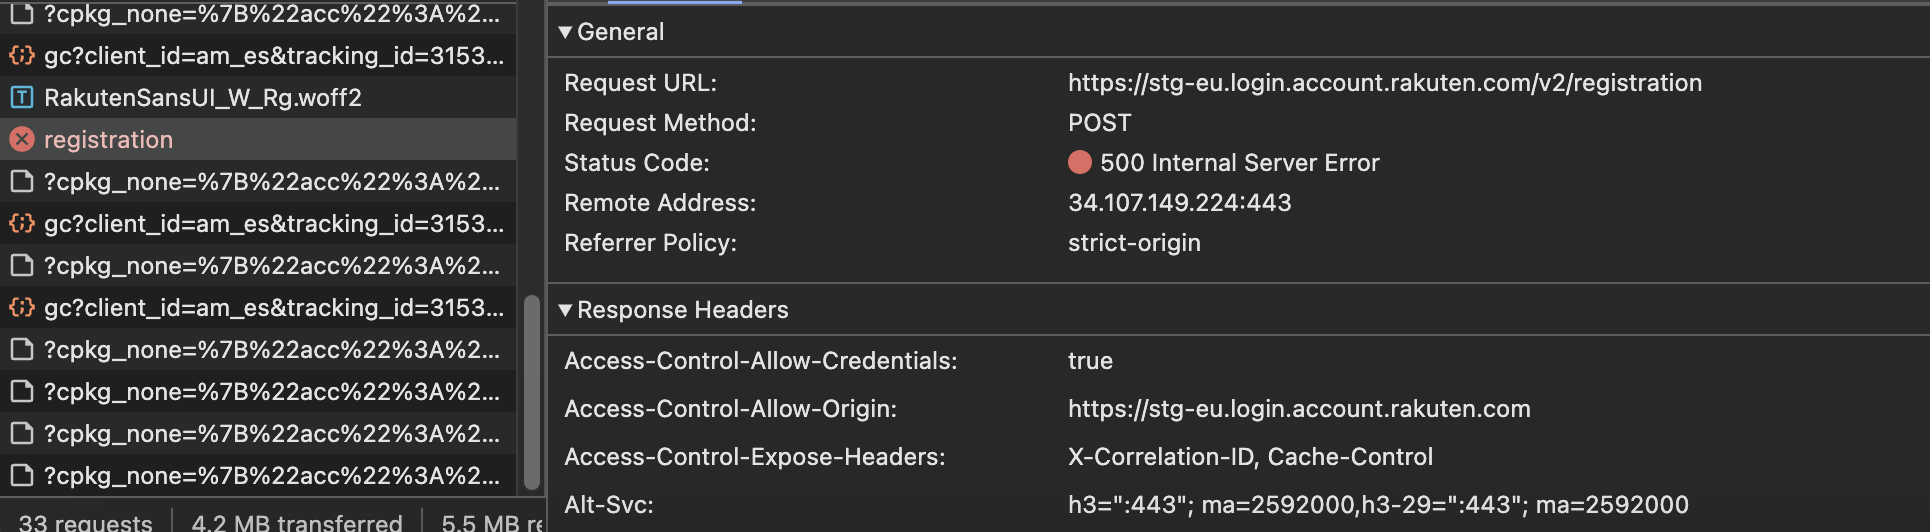 ?cpkg_none=%7B%22acc%22%3A%2...
gc?client_id=am_es&tracking_id=3153...
RakutenSansUI_W_Rg.woff2
registration
?cpkg_none=%7B%22acc%22%3A%2...
gc?client_id=am_es&tracking_id=3153...
?cpkg_none=%7B%22acc%22%3A%2...
gc?client_id=am_es&tracking_id=3153...
?cpkg_none=%7B%22acc%22%3A%2...
?cpkg_none=%7B%22acc%22%3A%2...
?cpkg_none=%7B%22acc%22%3A%2...
?cpkg_none=%7B%22acc%22%3A%2...
33 requests 4.2 MB transferred 5.5 MB re
General
Request URL: https://stg-eu.login.account.rakuten.com/v2/registration
Request Method: POST
Status Code: 500 Internal Server Error
Remote Address: 34.107.149.224:443
Referrer Policy: strict-origin
Response Headers
Access-Control-Allow-Credentials: true
Access-Control-Allow-Origin: https://stg-eu.login.account.rakuten.com
Access-Control-Expose-Headers: X-Correlation-ID, Cache-Control
Alt-Svc: h3=":443"; ma=2592000,h3-29=":443"; ma=2592000